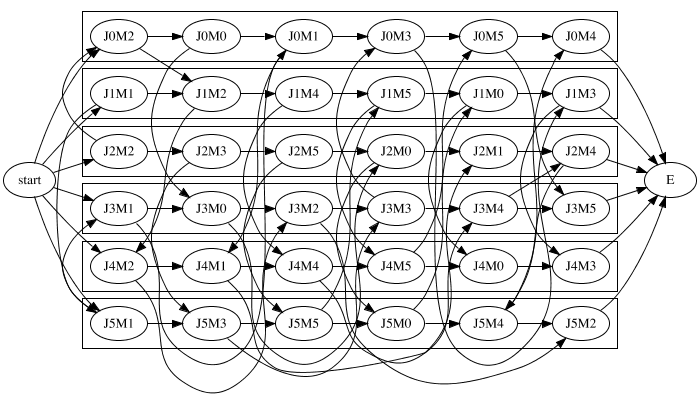 J0M2 J0M0 J0M1 J0M3 J0M5 J0M4
J1M1 J1M2 J1M4 J1M5 J1M0 J1M3
J2M2 J2M3 J2M5 J2M0 J2M1 J2M4
start E
J3M1 J3M0 J3M2 J3M3 J3M4 J3M5
J4M2 J4M1 J4M4 J4M5 J4M0 J4M3
J5M1 J5M3 J5M5 J5M0 J5M4 J5M2